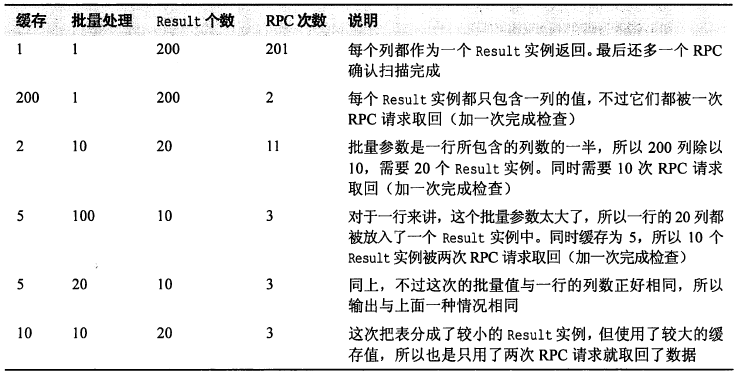 缓存 批量处理 Result 个数 RPC 次数 说明
1 1 200 201 每个列都作为一个 Result 实例返回。最后还多一个 RPC
确认扫描完成
200 1 200 2 每个 Result 实例都只包含一列的值，不过它们都被一次
RPC 请求取回（加一次完成检查）
2 10 20 11 批量参数是一行所包含的列数的一半，所以 200 列除以
10，需要 20 个 Result 实例。同时需要 10 次 RPC 请求
取回（加一次完成检查）
5 100 10 3 对于一行来讲，这个批量参数太大了，所以一行的 20 列都
被放入了一个 Result 实例中。同时缓存为 5，所以 10 个
Result 实例被两次 RPC 请求取回（加一次完成检查）
5 20 10 3 同上，不过这次的批量值与一行的列数正好相同，所以
输出与上面一种情况相同
10 10 20 3 这次把表分成了较小的 Result 实例，但使用了较大的缓
存值，所以也是只用了两次 RPC 请求就取回了数据